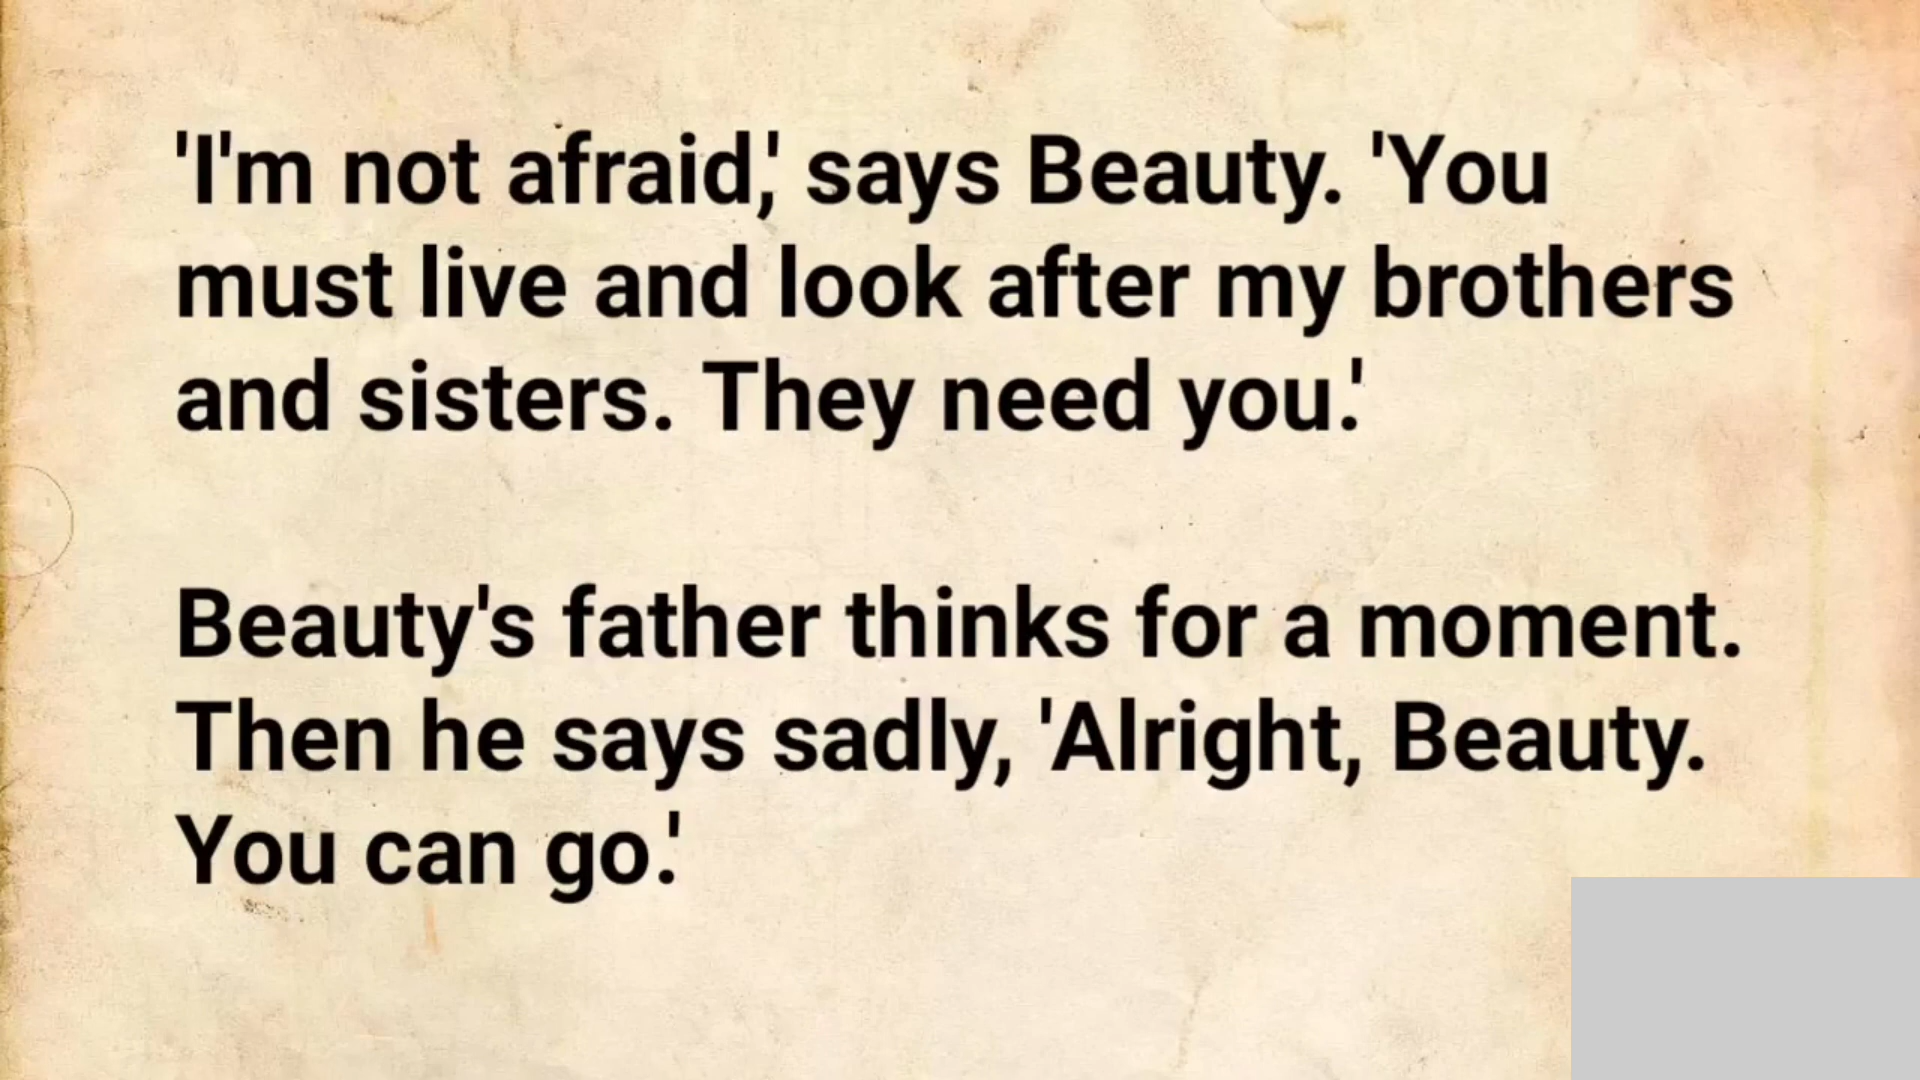 'I'm not afraid,' says Beauty. 'You
must live and look after my brothers
and sisters. They need you.'
Beauty's father thinks for a moment.
Then he says sadly, 'Alright, Beauty.
You can go.'